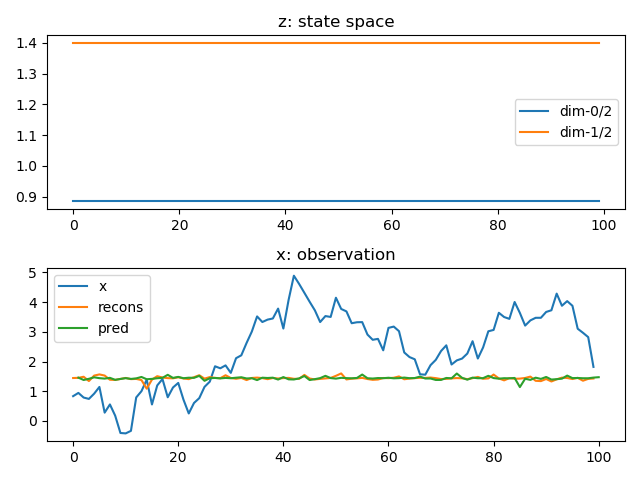 z: state space
1.4
1.3
1.2
1.1
1.0
0.9
dim-0/2
dim-1/2
0 20 40 60 80 100
x: observation
5
4
3
2
1
0
x
recons
pred
0 20 40 60 80 100